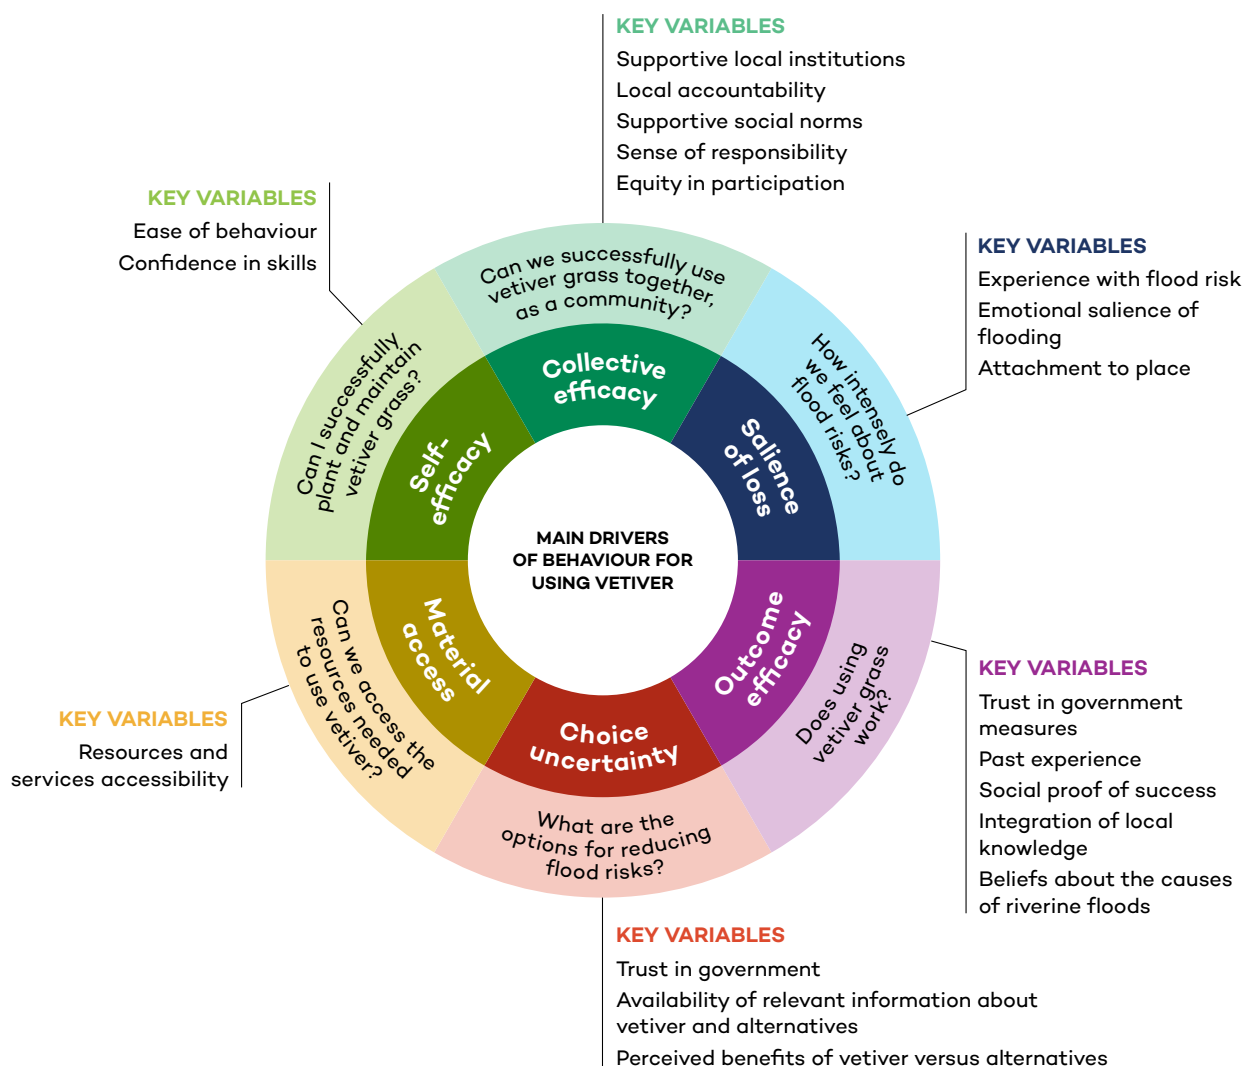 KEY VARIABLES
Supportive local institutions
Local accountability
Supportive social norms
Sense of responsibility
Equity in participation
KEY VARIABLES
Ease of behaviour
Confidence in skills
KEY VARIABLES
Experience with flood risk
Emotional salience of
flooding
Attachment to place
Can we successfully use
vetiver grass together,
as a community?
Collective
efficacy
How intensely do
we feel about
flood risks?
Salience
of loss
Can I successfully
plant and maintain
vetiver grass?
Self-
efficacy
MAIN DRIVERS
OF BEHAVIOUR FOR
USING VETIVER
Material
access
Can we access the
resources needed
to use vetiver?
Outcome
efficacy
Does using
vetiver grass
work?
Choice
uncertainty
What are the
options for reducing
flood risks?
KEY VARIABLES
Resources and
services accessibility
KEY VARIABLES
Trust in government
measures
Past experience
Social proof of success
Integration of local
knowledge
Beliefs about the causes
of riverine floods
KEY VARIABLES
Trust in government
Availability of relevant information about
vetiver and alternatives
Perceived benefits of vetiver versus alternatives